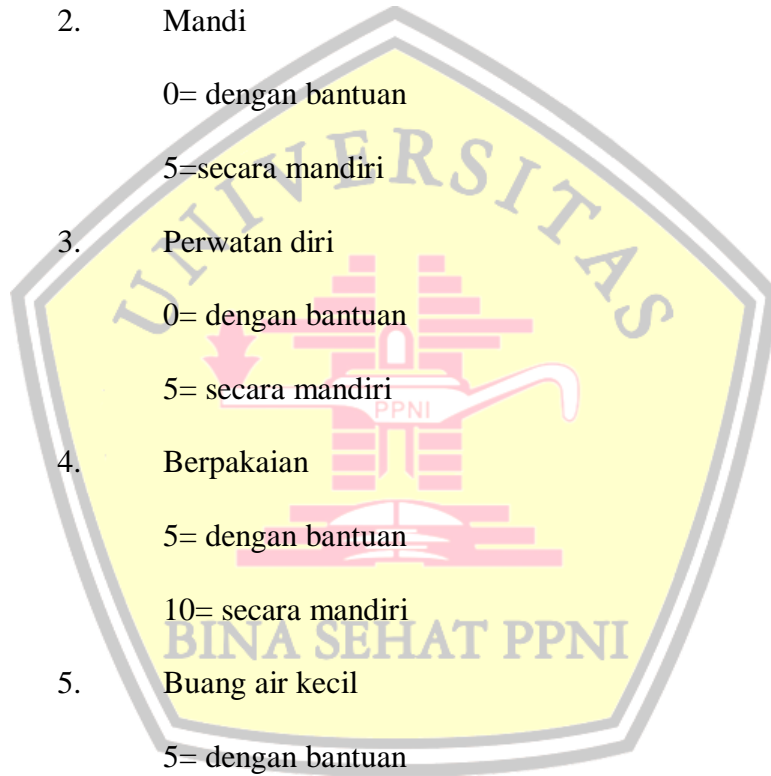 2. Mandi
0= dengan bantuan
5=secara mandiri
3. Perwatan diri
0= dengan bantuan
5= secara mandiri
4. Berpakaian
5= dengan bantuan
10= secara mandiri
5. Buang air kecil
5= dengan bantuan
UNIVERSITAS
PPNI
BINA SEHAT PPNI